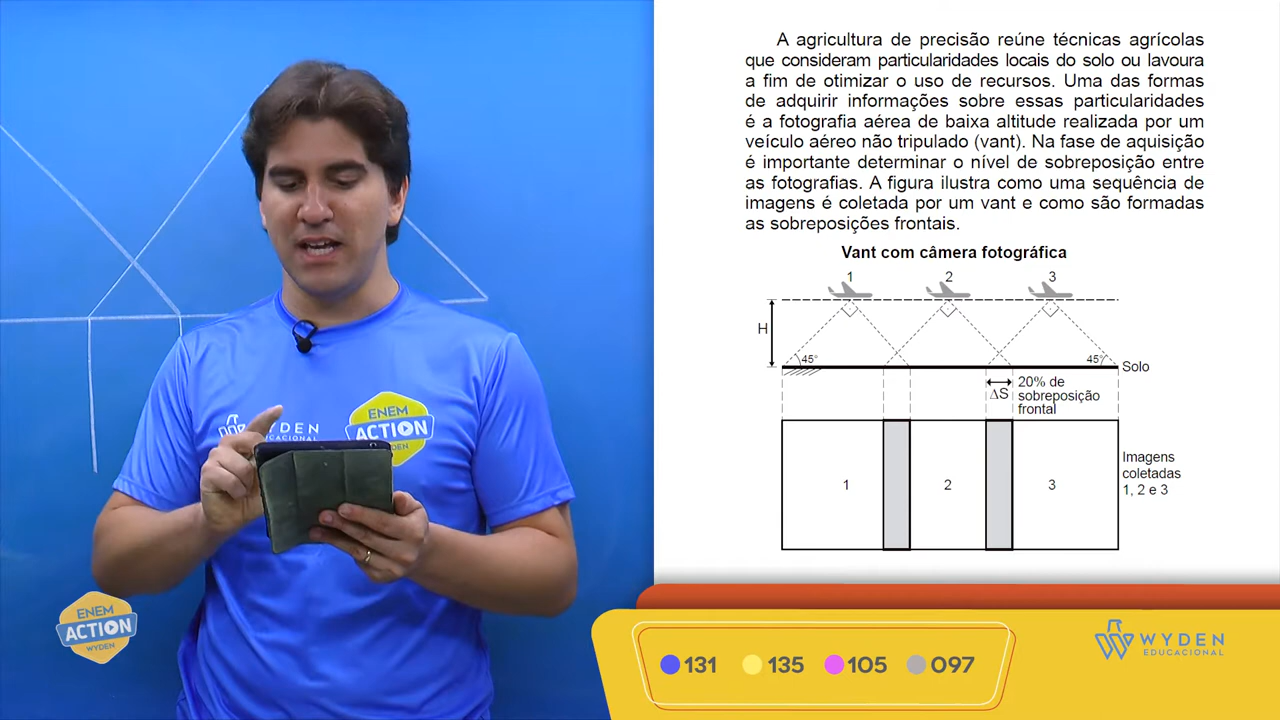 A agricultura de precisão reúne técnicas agrícolas
que consideram particularidades locais do solo ou lavoura
a fim de otimizar o uso de recursos. Uma das formas
de adquirir informações sobre essas particularidades
é a fotografia aérea de baixa altitude realizada por um
veículo aéreo não tripulado (vant). Na fase de aquisição
é importante determinar o nível de sobreposição entre
as fotografias. A figura ilustra como uma sequência de
imagens é coletada por um vant e como são formadas
as sobreposições frontais.
Vant com câmera fotográfica
1 2 3
H
45° 45°
Solo
ΔS
20% de
sobreposição
frontal
1 2 3
Imagens
coletadas
1, 2 e 3
WYDEN
EDUCACIONAL
ENEM
ACTION
WYDEN
ENEM
ACTION
WYDEN
131 135 105 097
WYDEN
EDUCACIONAL